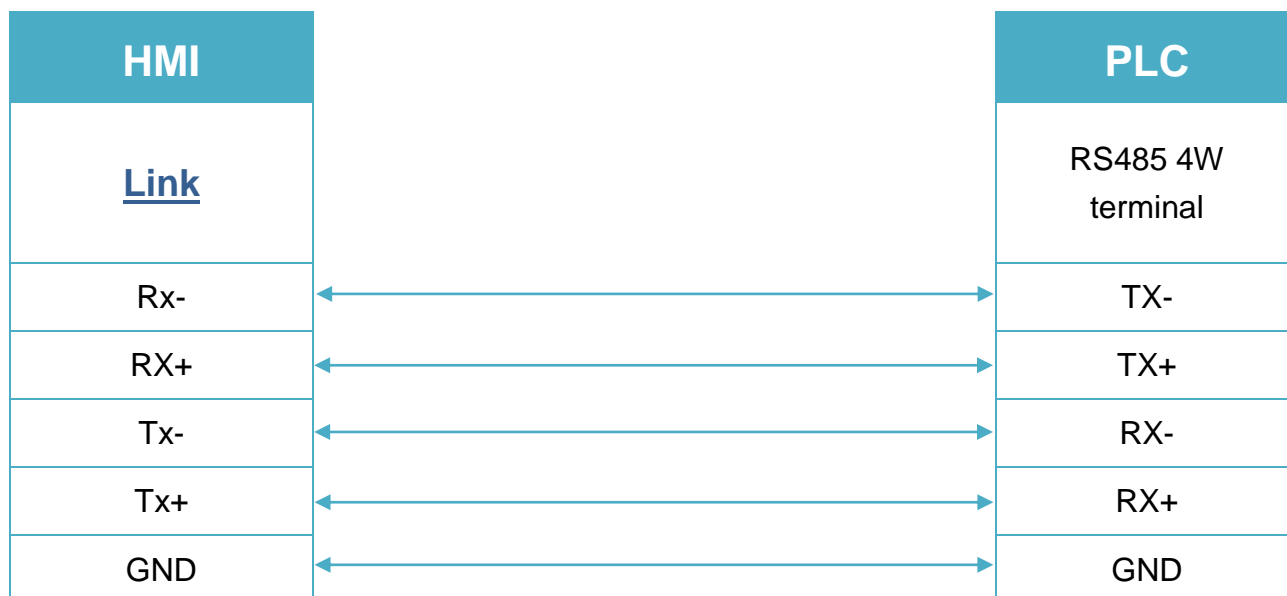 HMI PLC
Link
RS485 4W
terminal
Rx- TX-
RX+ TX+
Tx- RX-
Tx+ RX+
GND GND